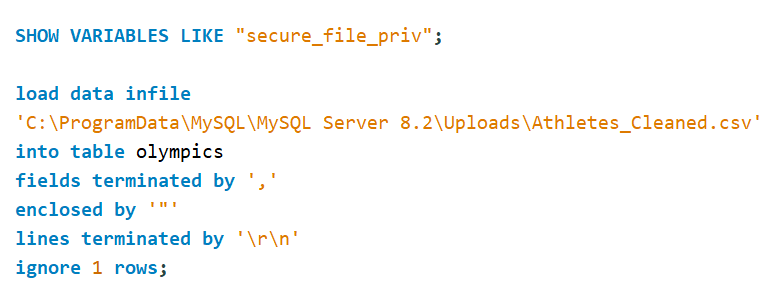 SHOW VARIABLES LIKE "secure_file_priv";
load data infile
'C:\ProgramData\MySQL\MySQL Server 8.2\Uploads\Athletes_Cleaned.csv'
into table olympics
fields terminated by ','
enclosed by '"'
lines terminated by '\r\n'
ignore 1 rows;